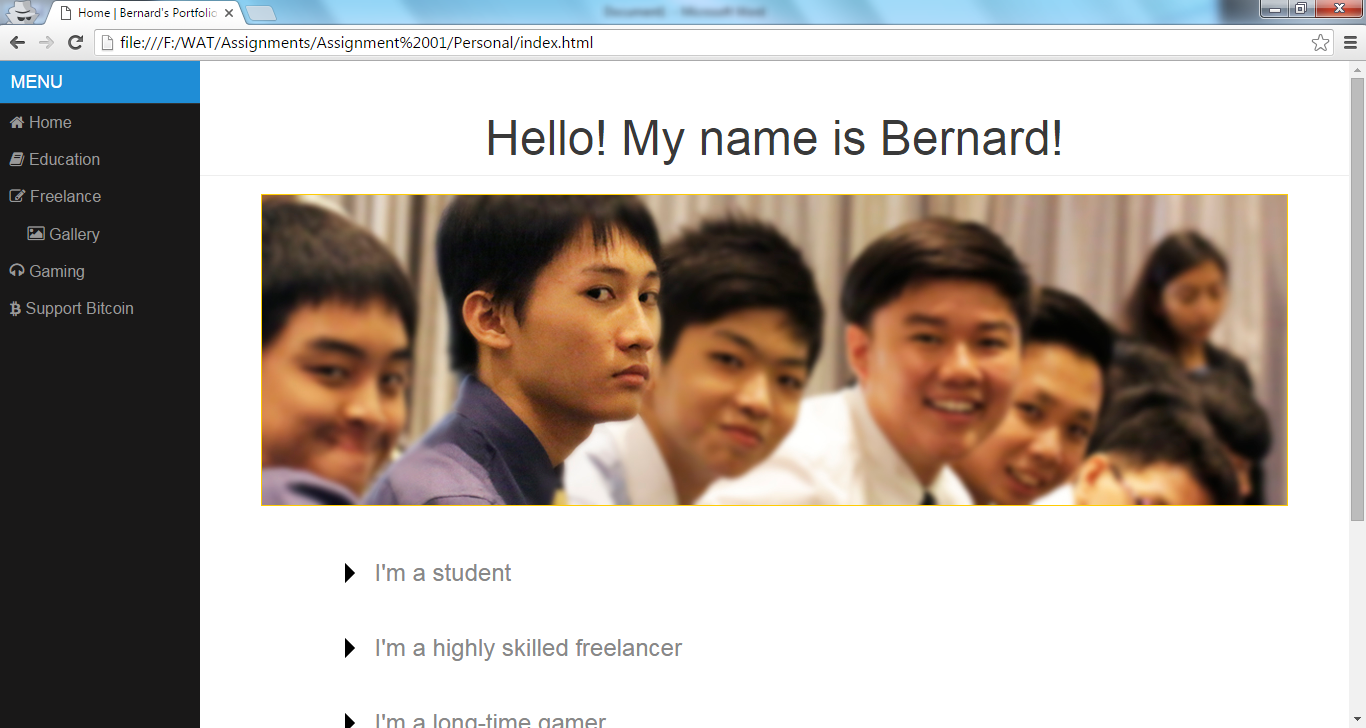 Home | Bernard's Portfolio
file:///F:/WAT/Assignments/Assignment%2001/Personal/index.html
MENU
Home
Education
Freelance
Gallery
Gaming
Support Bitcoin
Hello! My name is Bernard!
I'm a student
I'm a highly skilled freelancer
I'm a long-time gamer